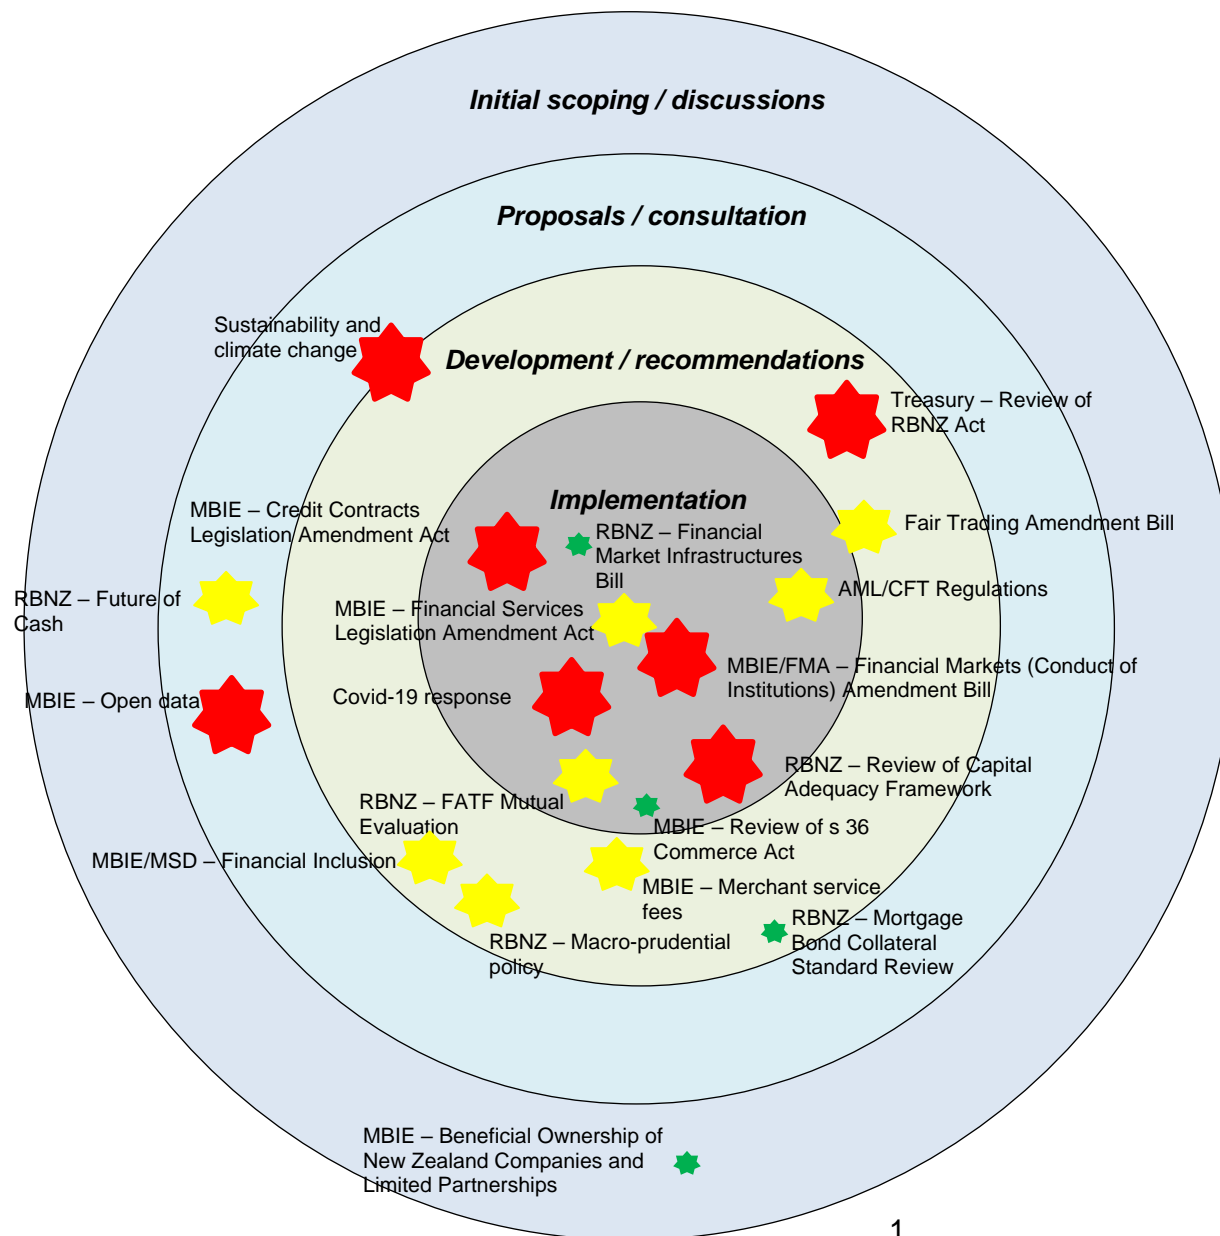 Initial scoping / discussions
Proposals / consultation
Sustainability and
climate change
Development / recommendations
Treasury – Review of
RBNZ Act
MBIE – Credit Contracts
Legislation Amendment Act
Implementation
RBNZ – Financial
Market Infrastructures
Bill
Fair Trading Amendment Bill
RBNZ – Future of
Cash
MBIE – Financial Services
Legislation Amendment Act
AML/CFT Regulations
MBIE – Open data
Covid-19 response
MBIE/FMA – Financial Markets (Conduct of
Institutions) Amendment Bill
RBNZ – Review of Capital
Adequacy Framework
RBNZ – FATF Mutual
Evaluation
MBIE – Review of s 36
Commerce Act
MBIE/MSD – Financial Inclusion
MBIE – Merchant service
fees
RBNZ – Macro-prudential
policy
RBNZ – Mortgage
Bond Collateral
Standard Review
MBIE – Beneficial Ownership of
New Zealand Companies and
Limited Partnerships
1